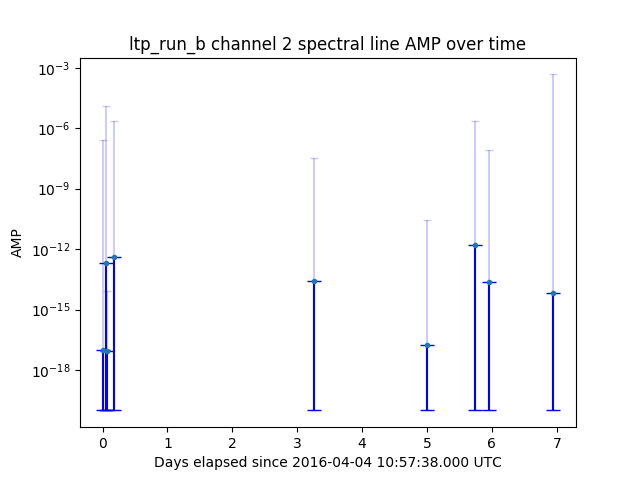 ltp_run_b channel 2 spectral line AMP over time
AMP
10⁻³
10⁻⁶
10⁻⁹
10⁻¹²
10⁻¹⁵
10⁻¹⁸
0 1 2 3 4 5 6 7
Days elapsed since 2016-04-04 10:57:38.000 UTC